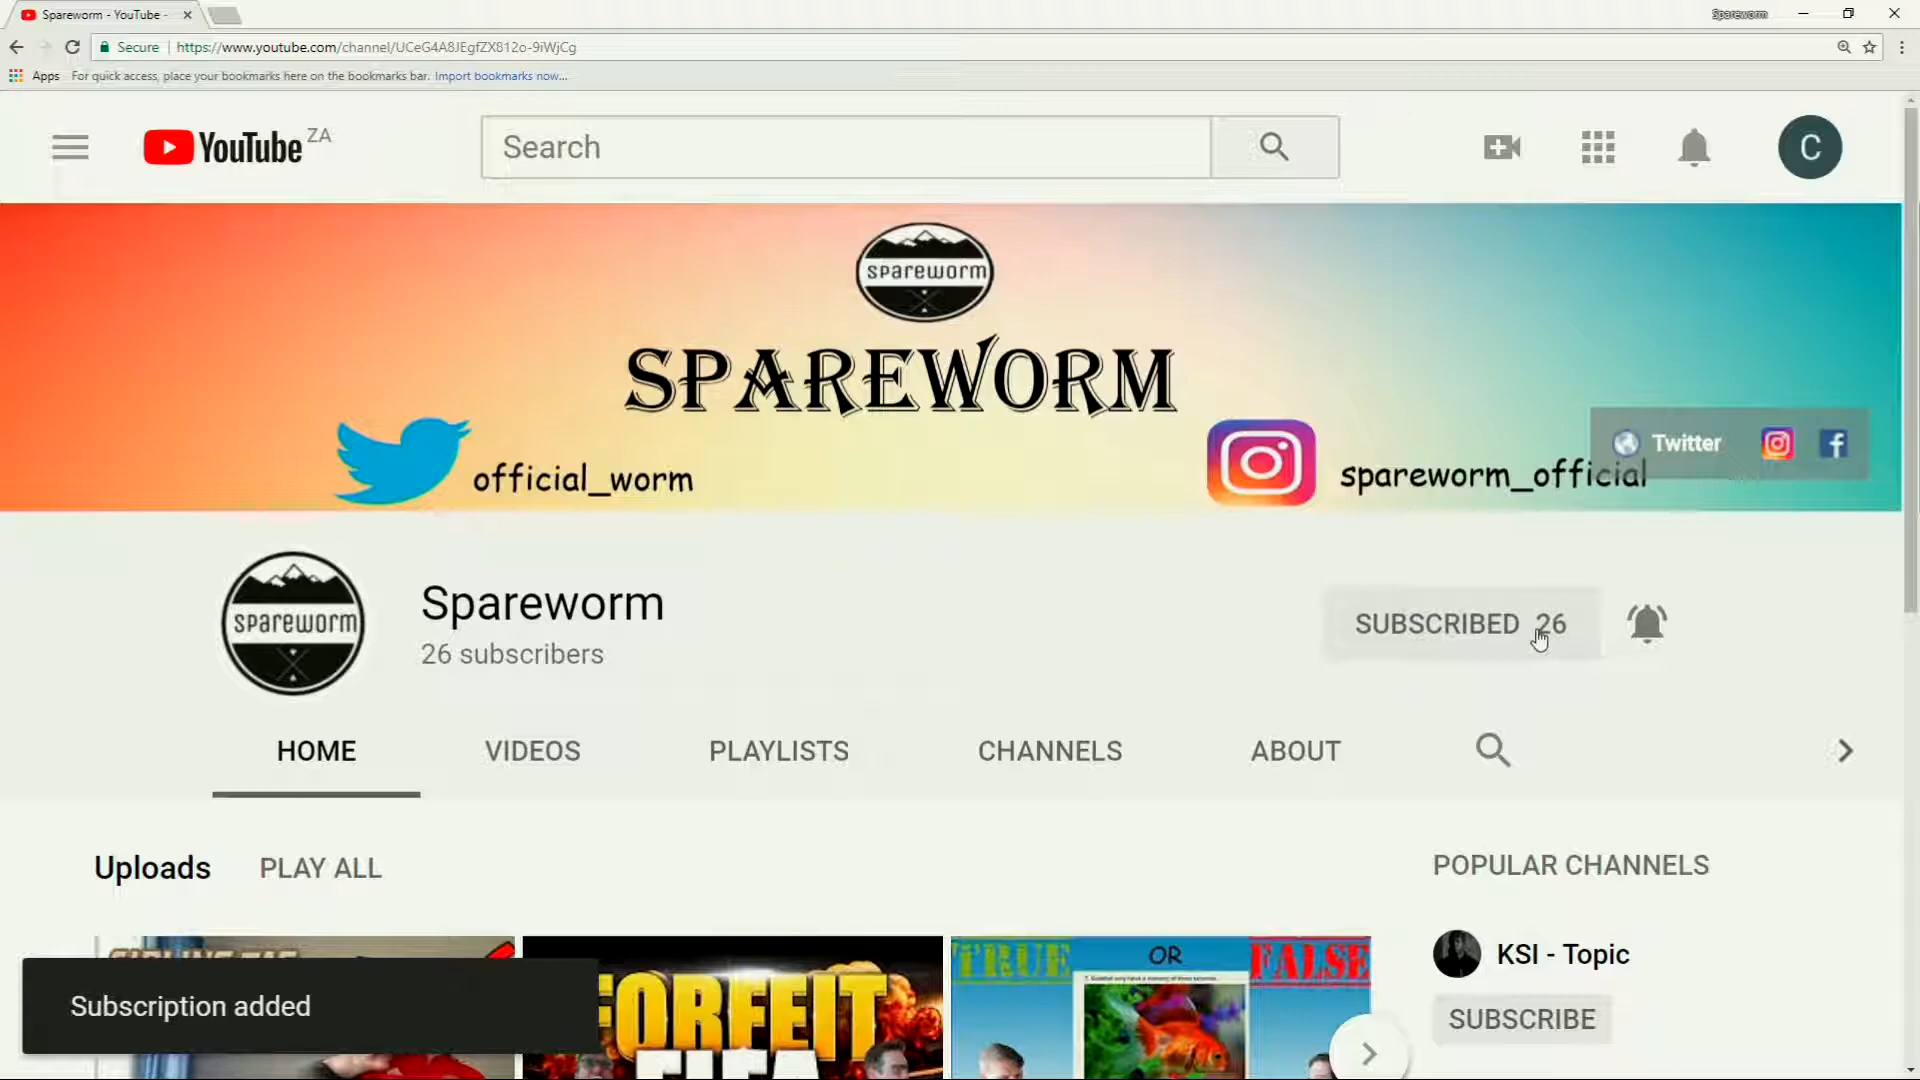 Spareworm - YouTube -
Spareworm
Secure
https://www.youtube.com/channel/UCeG4A8JEgfZX812o-9iWjCg
Apps
For quick access, place your bookmarks here on the bookmarks bar. Import bookmarks now...
YouTube ZA
Search
C
spareworm
SPAREWORM
official_worm
spareworm_official
Twitter
spareworm
Spareworm
26 subscribers
SUBSCRIBED 26
HOME
VIDEOS
PLAYLISTS
CHANNELS
ABOUT
Uploads
PLAY ALL
POPULAR CHANNELS
FORFEIT
FIFA
TRUE
OR
FALSE
KSI - Topic
SUBSCRIBE
Subscription added